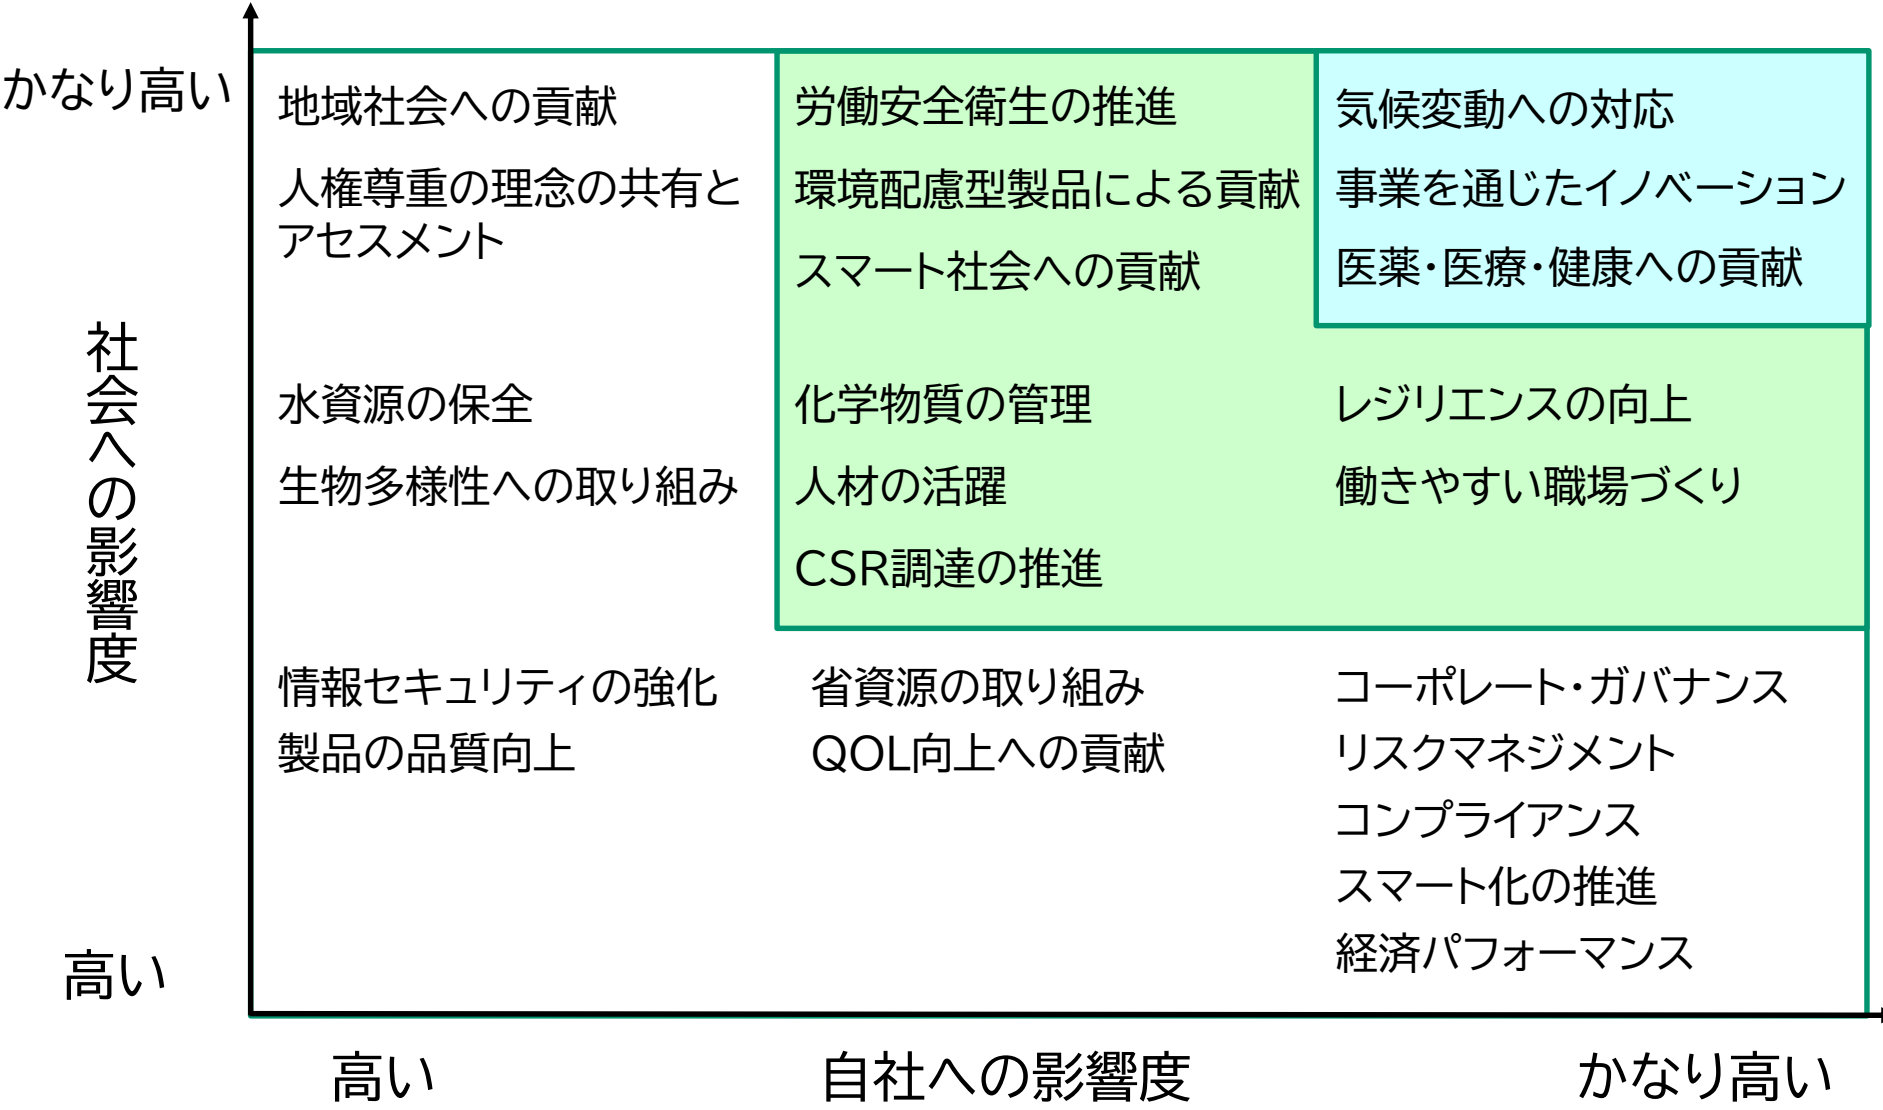 かなり高い
社会への影響度
高い
地域社会への貢献
人権尊重の理念の共有と
アセスメント
労働安全衛生の推進
環境配慮型製品による貢献
スマート社会への貢献
気候変動への対応
事業を通じたイノベーション
医薬・医療・健康への貢献
水資源の保全
生物多様性への取り組み
化学物質の管理
人材の活躍
CSR調達の推進
レジリエンスの向上
働きやすい職場づくり
情報セキュリティの強化
製品の品質向上
省資源の取り組み
QOL向上への貢献
コーポレート・ガバナンス
リスクマネジメント
コンプライアンス
スマート化の推進
経済パフォーマンス
高い
自社への影響度
かなり高い